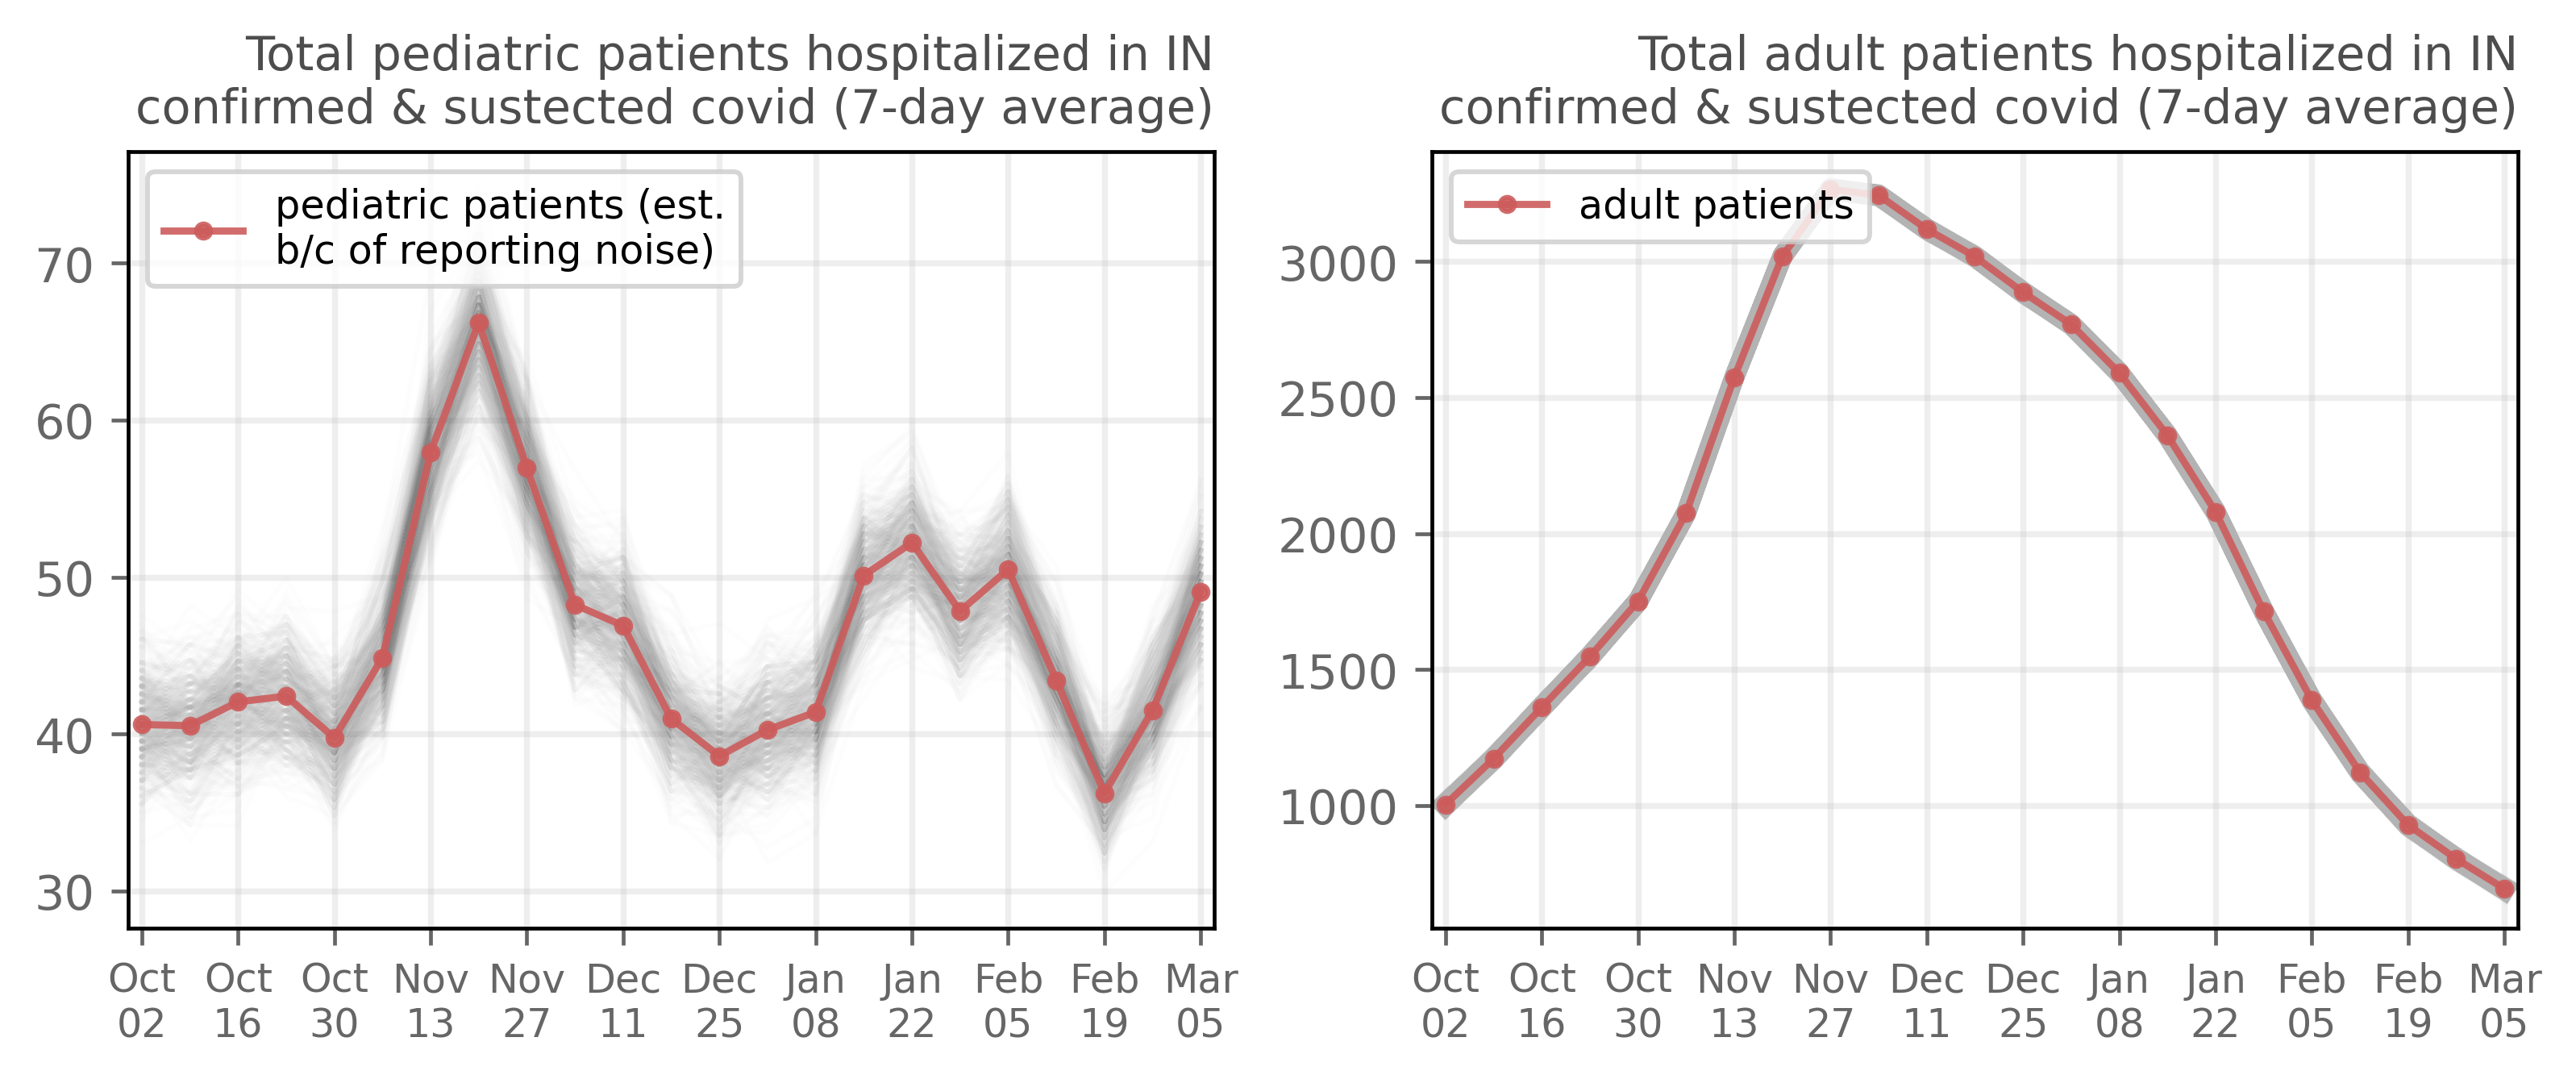 Total pediatric patients hospitalized in IN
confirmed & sustected covid (7-day average)
pediatric patients (est.
b/c of reporting noise)
70
60
50
40
30
Oct Oct Oct Nov Nov Dec Dec Jan Jan Feb Feb Mar
02 16 30 13 27 11 25 08 22 05 19 05
Total adult patients hospitalized in IN
confirmed & sustected covid (7-day average)
adult patients
3000
2500
2000
1500
1000
Oct Oct Oct Nov Nov Dec Dec Jan Jan Feb Feb Mar
02 16 30 13 27 11 25 08 22 05 19 05